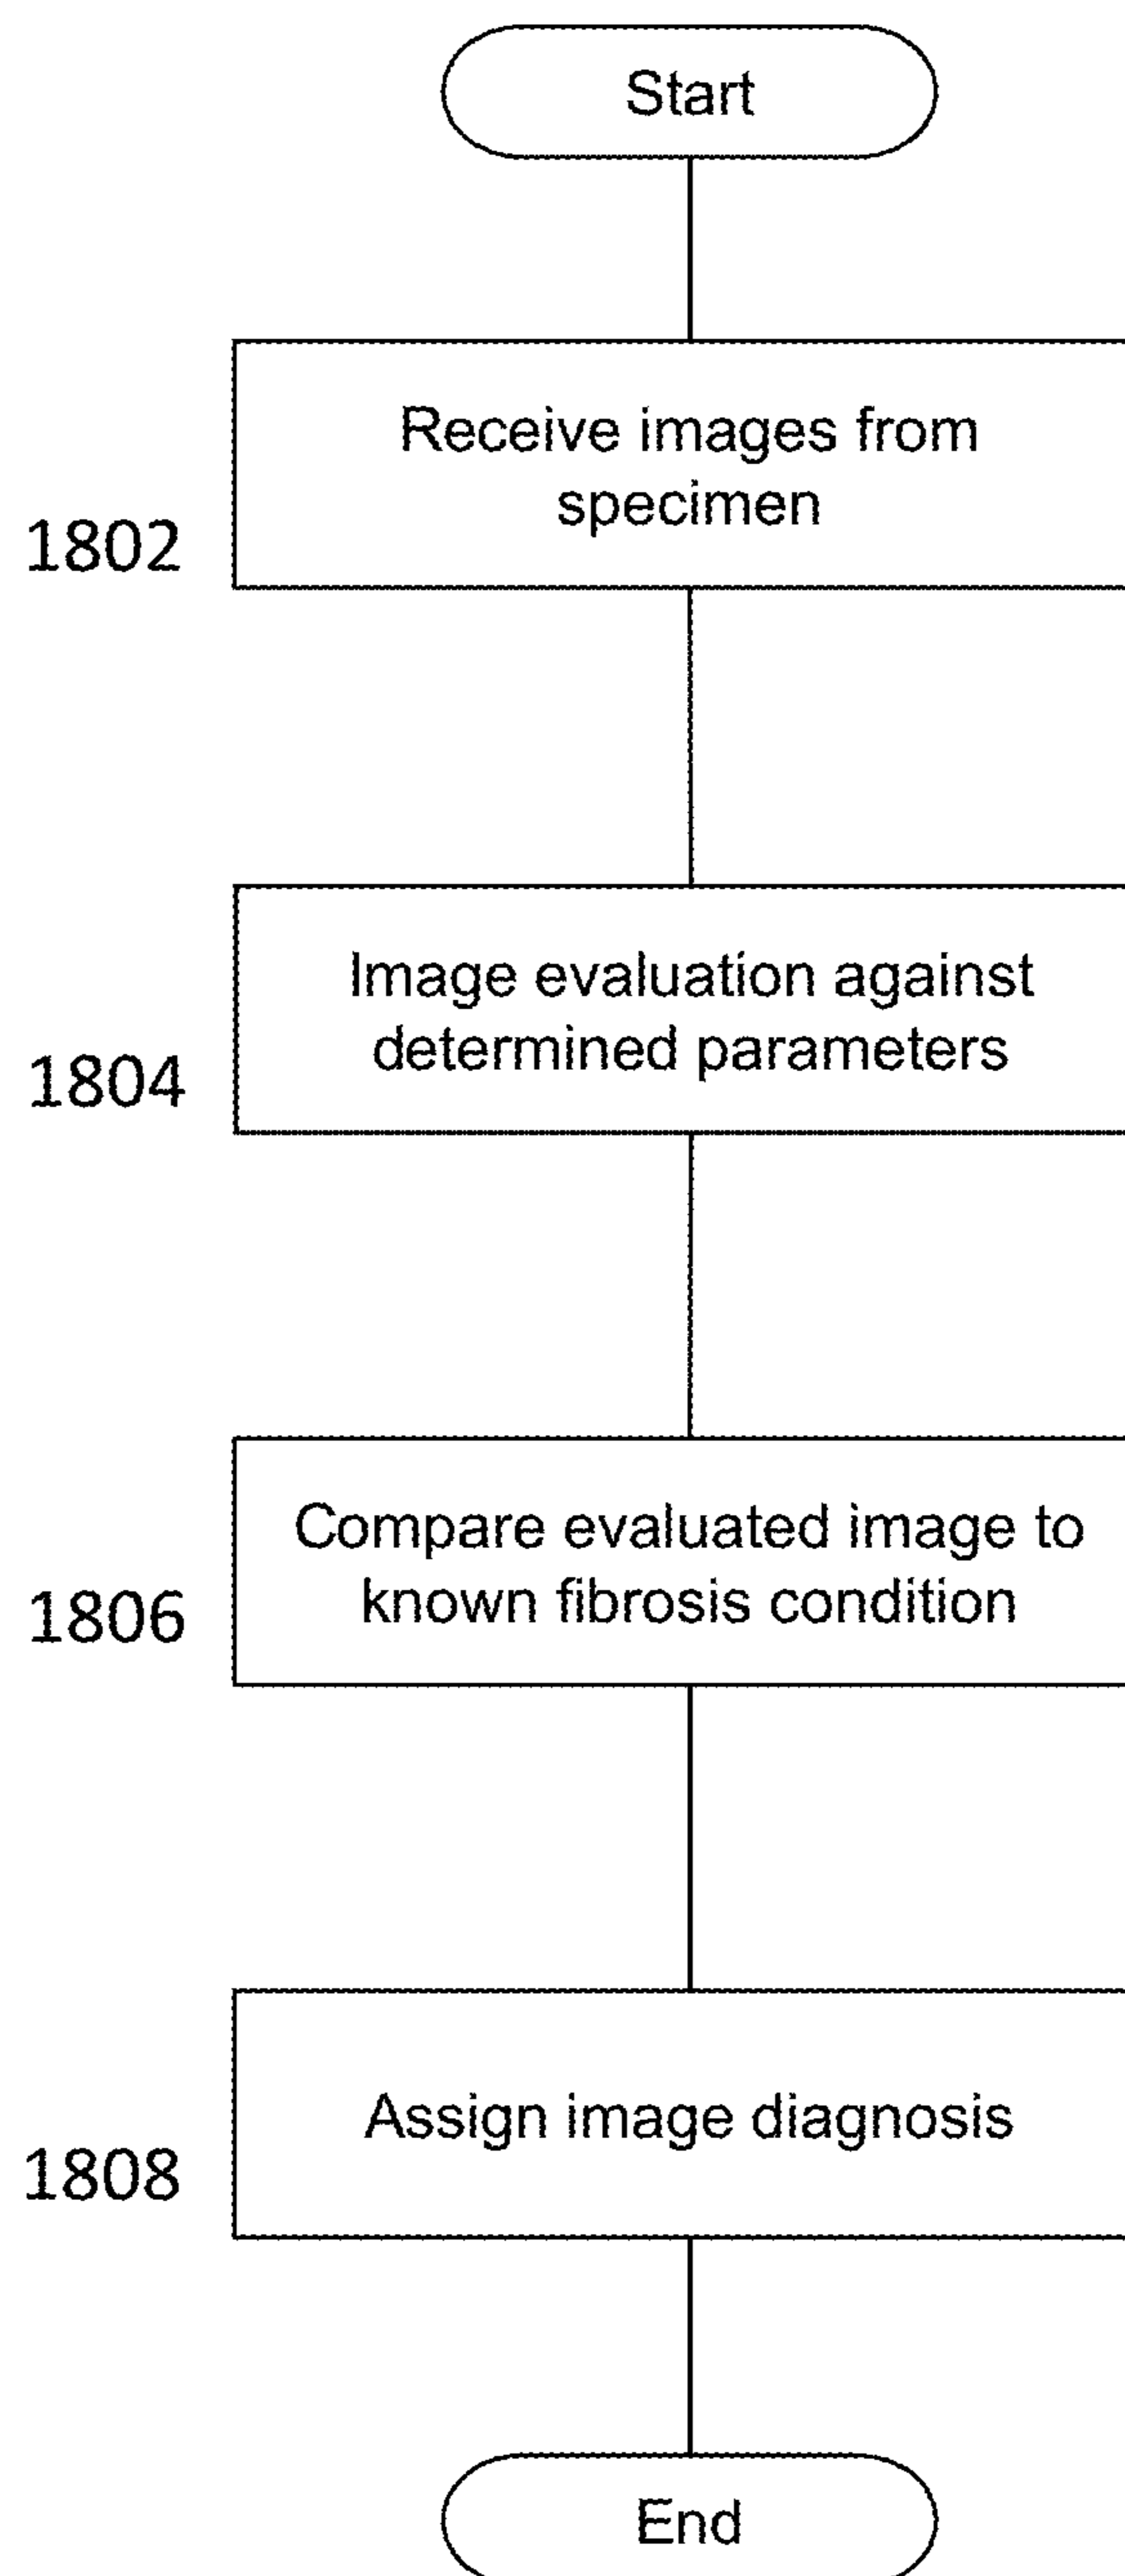 Start
Receive images from
specimen
1802
Image evaluation against
determined parameters
1804
Compare evaluated image to
known fibrosis condition
1806
Assign image diagnosis
1808
End